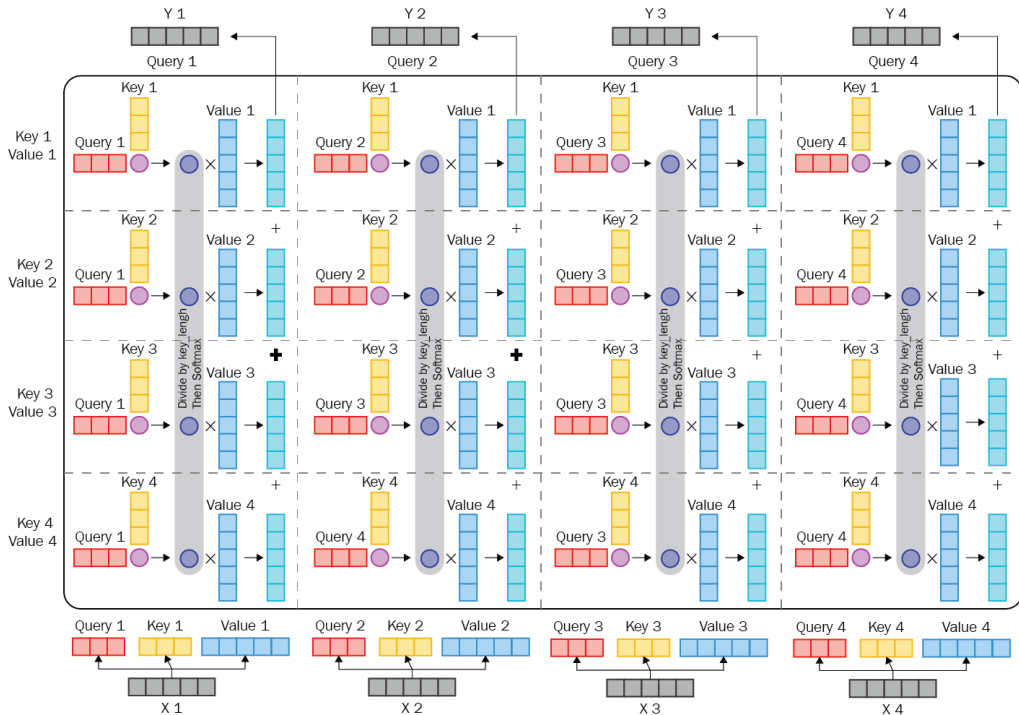 Y 1 Y 2 Y 3 Y 4
Query 1 Query 2 Query 3 Query 4
Key 1 Key 1 Key 1 Key 1
Value 1 Value 1 Value 1 Value 1
Key 1
Value 1
Query 1 Query 2 Query 3 Query 4
× × × ×
Key 2 Key 2 Key 2 Key 2
+ + + +
Value 2 Value 2 Value 2 Value 2
Key 2
Value 2
Query 1 Query 2 Query 3 Query 4
× × × ×
Divide by key_lengh
Then Softmax
Divide by key_lengh
Then Softmax
Divide by key_lengh
Then Softmax
Divide by key_lengh
Then Softmax
Key 3 Key 3 Key 3 Key 3
+ + + +
Value 3 Value 3 Value 3 Value 3
Key 3
Value 3
Query 1 Query 3 Query 3 Query 4
× × × ×
Key 4 Key 4 Key 4 Key 4
+ + + +
Value 4 Value 4 Value 4 Value 4
Key 4
Value 4
Query 1 Query 4 Query 3 Query 4
× × × ×
Query 1 Key 1 Value 1 Query 2 Key 2 Value 2 Query 3 Key 3 Value 3 Query 4 Key 4 Value 4
X 1 X 2 X 3 X 4